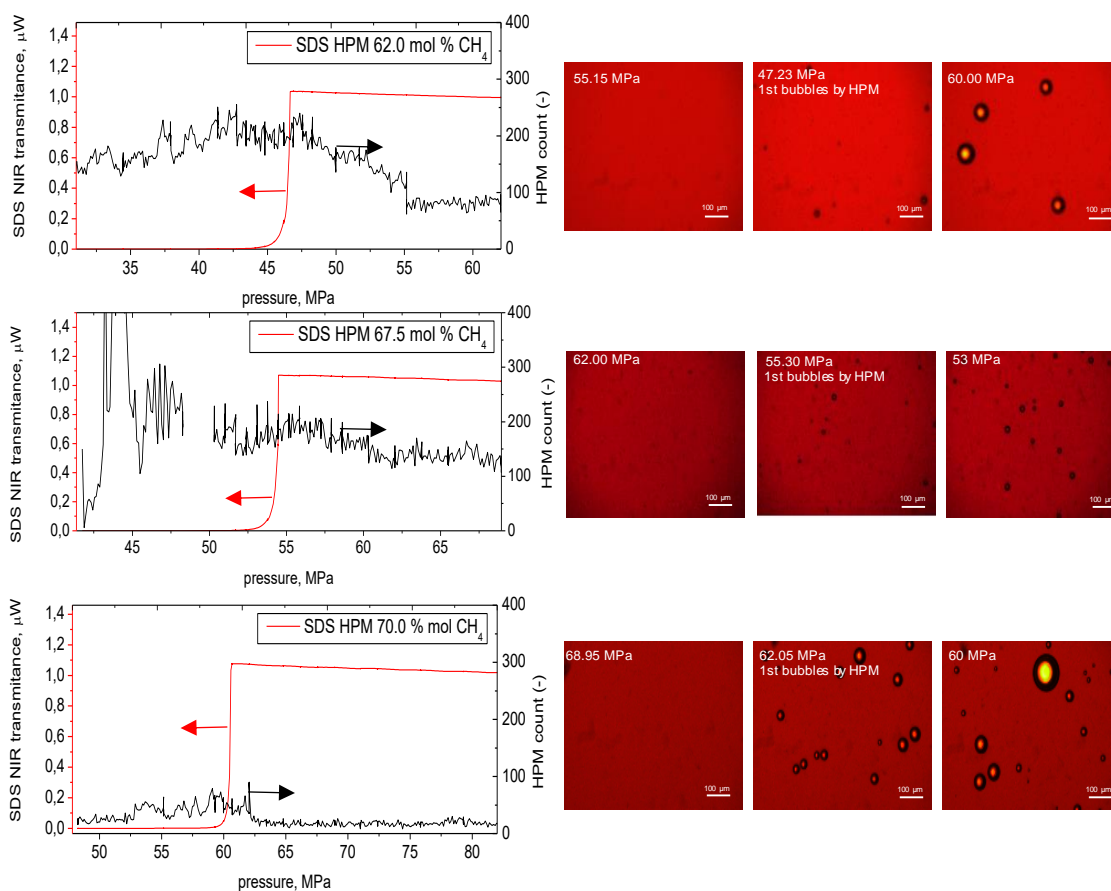 SDS NIR transmitance, µW
1,4
1,2
1,0
0,8
0,6
0,4
0,2
0,0
SDS HPM 62.0 mol % CH4
400
300
200
100
0
HPM count (-)
35 40 45 50 55 60
pressure, MPa
55.15 MPa
100 µm
47.23 MPa
1st bubbles by HPM
100 µm
60.00 MPa
100 µm
SDS NIR transmitance, µW
1,4
1,2
1,0
0,8
0,6
0,4
0,2
0,0
SDS HPM 67.5 mol % CH4
400
300
200
100
0
HPM count (-)
45 50 55 60 65
pressure, MPa
62.00 MPa
100 µm
55.30 MPa
1st bubbles by HPM
100 µm
53 MPa
100 µm
SDS NIR transmitance, µW
1,4
1,2
1,0
0,8
0,6
0,4
0,2
0,0
SDS HPM 70.0 % mol CH4
400
300
200
100
0
HPM count (-)
50 55 60 65 70 75 80
pressure, MPa
68.95 MPa
100 µm
62.05 MPa
1st bubbles by HPM
100 µm
60 MPa
100 µm